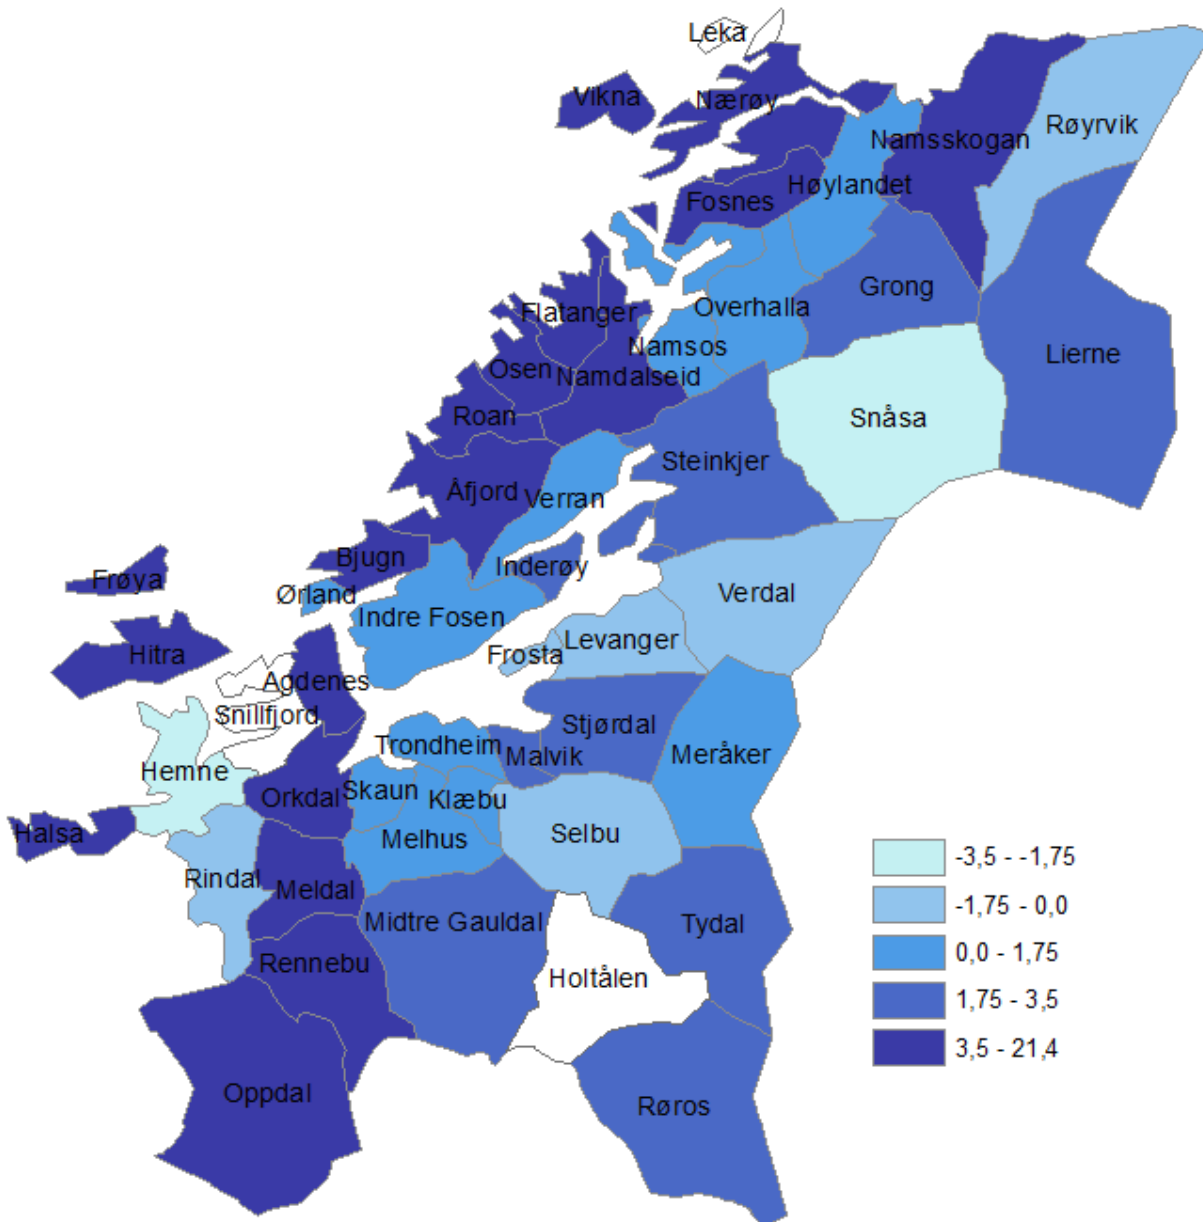 Leka
Vikna
Nærøy
Namsskogan
Røyrvik
Høylandet
Fosnes
Grong
Overhalla
Flatanger
Namsos
Lierne
Osen
Namdalseid
Roan
Snåsa
Steinkjer
Åfjord
Verran
Bjugn
Inderøy
Frøya
Ørland
Verdal
Indre Fosen
Levanger
Frosta
Hitra
Agdenes
Snillfjord
Stjørdal
Trondheim
Malvik
Meråker
Hemne
Skaun
Klæbu
Orkdal
Halsa
Melhus
Selbu
Rindal
Meldal
Midtre Gauldal
Tydal
Rennebu
Holtålen
Oppdal
Røros
-3,5 - -1,75
-1,75 - 0,0
0,0 - 1,75
1,75 - 3,5
3,5 - 21,4